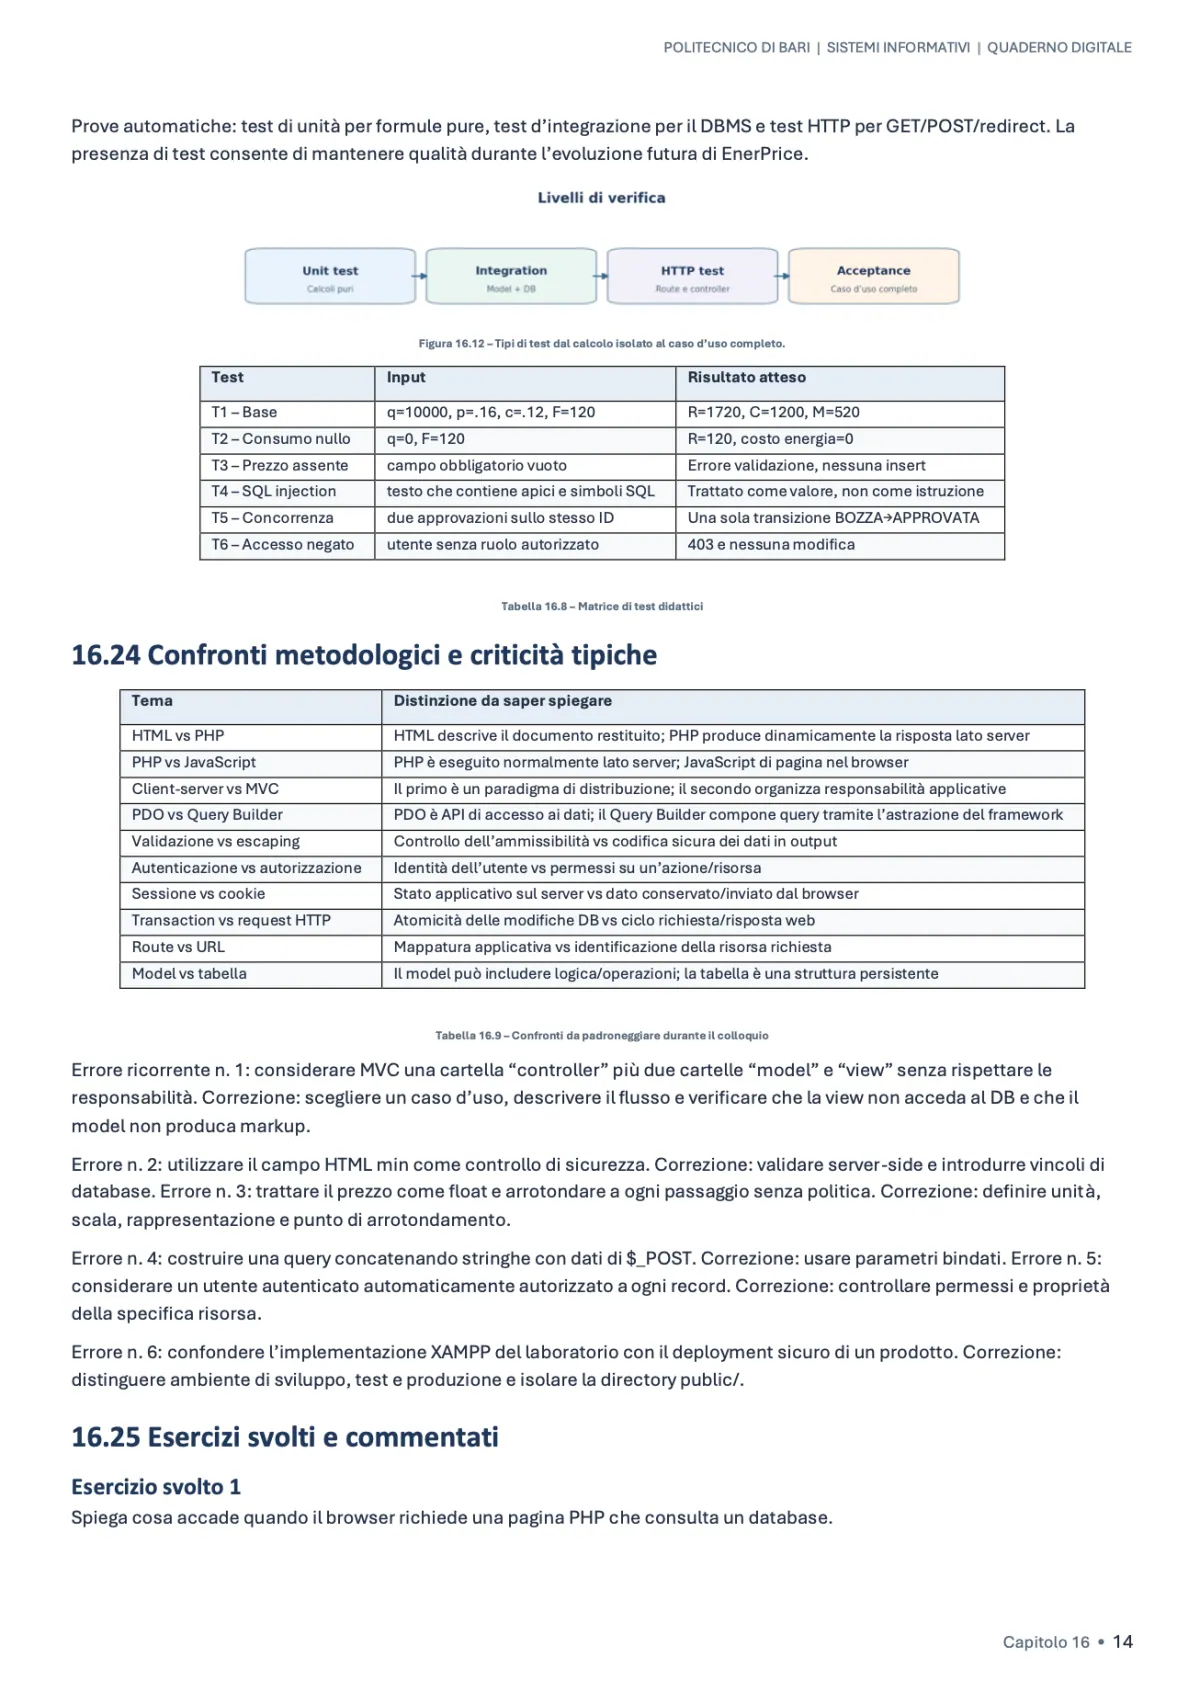 POLITECNICO DI BARI | SISTEMI INFORMATIVI | QUADERNO DIGITALE
Prove automatiche: test di unità per formule pure, test d’integrazione per il DBMS e test HTTP per GET/POST/redirect. La
presenza di test consente di mantenere qualità durante l’evoluzione futura di EnerPrice.
Livelli di verifica
Unit test
Calcoli puri
Integration
Model + DB
HTTP test
Route e controller
Acceptance
Caso d'uso completo
Figura 16.12 – Tipi di test dal calcolo isolato al caso d’uso completo.
Test Input Risultato atteso
T1 – Base q=10000, p=.16, c=.12, F=120 R=1720, C=1200, M=520
T2 – Consumo nullo q=0, F=120 R=120, costo energia=0
T3 – Prezzo assente campo obbligatorio vuoto Errore validazione, nessuna insert
T4 – SQL injection testo che contiene apici e simboli SQL Trattato come valore, non come istruzione
T5 – Concorrenza due approvazioni sullo stesso ID Una sola transizione BOZZA→APPROVATA
T6 – Accesso negato utente senza ruolo autorizzato 403 e nessuna modifica
Tabella 16.8 – Matrice di test didattici
16.24 Confronti metodologici e criticità tipiche
Tema Distinzione da saper spiegare
HTML vs PHP HTML descrive il documento restituito; PHP produce dinamicamente la risposta lato server
PHP vs JavaScript PHP è eseguito normalmente lato server; JavaScript di pagina nel browser
Client-server vs MVC Il primo è un paradigma di distribuzione; il secondo organizza responsabilità applicative
PDO vs Query Builder PDO è API di accesso ai dati; il Query Builder compone query tramite l’astrazione del framework
Validazione vs escaping Controllo dell’ammissibilità vs codifica sicura dei dati in output
Autenticazione vs autorizzazione Identità dell’utente vs permessi su un’azione/risorsa
Sessione vs cookie Stato applicativo sul server vs dato conservato/inviato dal browser
Transaction vs request HTTP Atomicità delle modifiche DB vs ciclo richiesta/risposta web
Route vs URL Mappatura applicativa vs identificazione della risorsa richiesta
Model vs tabella Il model può includere logica/operazioni; la tabella è una struttura persistente
Tabella 16.9 – Confronti da padroneggiare durante il colloquio
Errore ricorrente n. 1: considerare MVC una cartella “controller” più due cartelle “model” e “view” senza rispettare le
responsabilità. Correzione: scegliere un caso d’uso, descrivere il flusso e verificare che la view non acceda al DB e che il
model non produca markup.
Errore n. 2: utilizzare il campo HTML min come controllo di sicurezza. Correzione: validare server-side e introdurre vincoli di
database. Errore n. 3: trattare il prezzo come float e arrotondare a ogni passaggio senza politica. Correzione: definire unità,
scala, rappresentazione e punto di arrotondamento.
Errore n. 4: costruire una query concatenando stringhe con dati di $_POST. Correzione: usare parametri bindati. Errore n. 5:
considerare un utente autenticato automaticamente autorizzato a ogni record. Correzione: controllare permessi e proprietà
della specifica risorsa.
Errore n. 6: confondere l’implementazione XAMPP del laboratorio con il deployment sicuro di un prodotto. Correzione:
distinguere ambiente di sviluppo, test e produzione e isolare la directory public/.
16.25 Esercizi svolti e commentati
Esercizio svolto 1
Spiega cosa accade quando il browser richiede una pagina PHP che consulta un database.
Capitolo 16 • 14